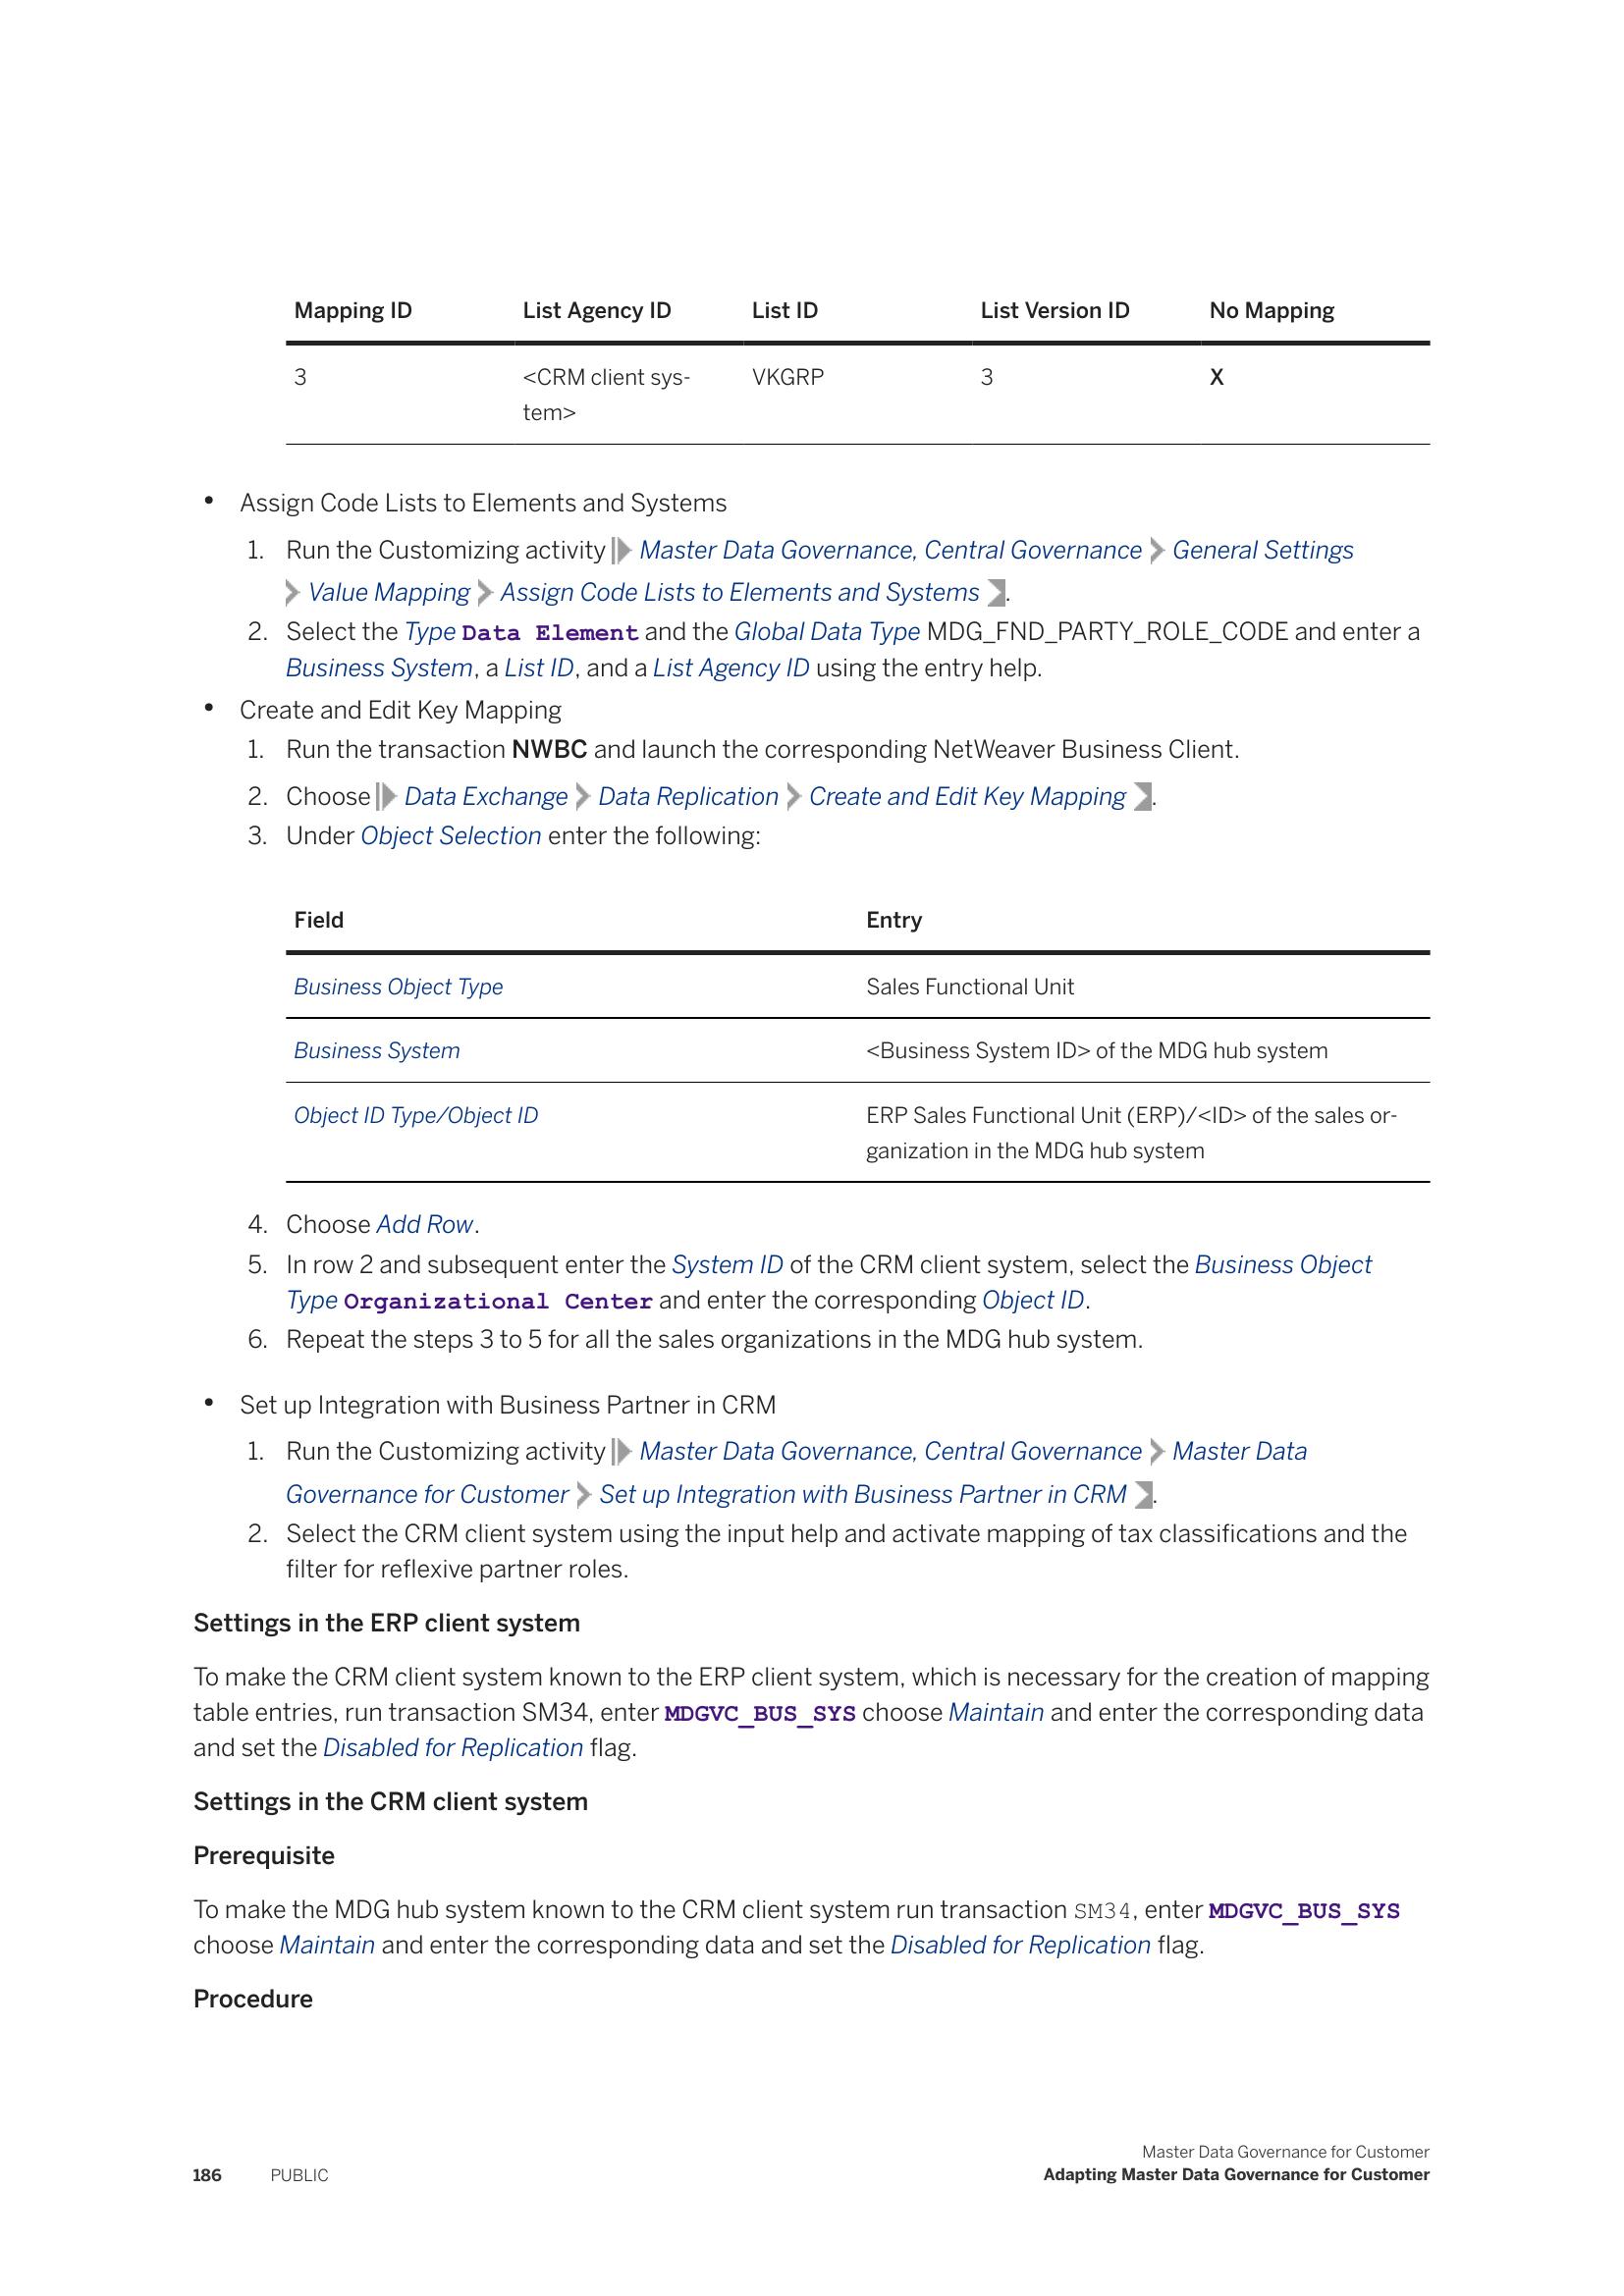 Mapping ID List Agency ID List ID List Version ID No Mapping
3 <CRM client sys- VKGRP 3 X
tem>
• Assign Code Lists to Elements and Systems
1. Run the Customizing activity Master Data Governance, Central Governance General Settings
Value Mapping Assign Code Lists to Elements and Systems .
2. Select the Type Data Element and the Global Data Type MDG_FND_PARTY_ROLE_CODE and enter a
Business System, a List ID, and a List Agency ID using the entry help.
• Create and Edit Key Mapping
1. Run the transaction NWBC and launch the corresponding NetWeaver Business Client.
2. Choose Data Exchange Data Replication Create and Edit Key Mapping .
3. Under Object Selection enter the following:
Field Entry
Business Object Type Sales Functional Unit
Business System <Business System ID> of the MDG hub system
Object ID Type/Object ID ERP Sales Functional Unit (ERP)/<ID> of the sales or-
ganization in the MDG hub system
4. Choose Add Row.
5. In row 2 and subsequent enter the System ID of the CRM client system, select the Business Object
Type Organizational Center and enter the corresponding Object ID.
6. Repeat the steps 3 to 5 for all the sales organizations in the MDG hub system.
• Set up Integration with Business Partner in CRM
1. Run the Customizing activity Master Data Governance, Central Governance Master Data
Governance for Customer Set up Integration with Business Partner in CRM .
2. Select the CRM client system using the input help and activate mapping of tax classifications and the
filter for reflexive partner roles.
Settings in the ERP client system
To make the CRM client system known to the ERP client system, which is necessary for the creation of mapping
table entries, run transaction SM34, enter MDGVC_BUS_SYS choose Maintain and enter the corresponding data
and set the Disabled for Replication flag.
Settings in the CRM client system
Prerequisite
To make the MDG hub system known to the CRM client system run transaction SM34, enter MDGVC_BUS_SYS
choose Maintain and enter the corresponding data and set the Disabled for Replication flag.
Procedure
Master Data Governance for Customer
186 PUBLIC Adapting Master Data Governance for Customer